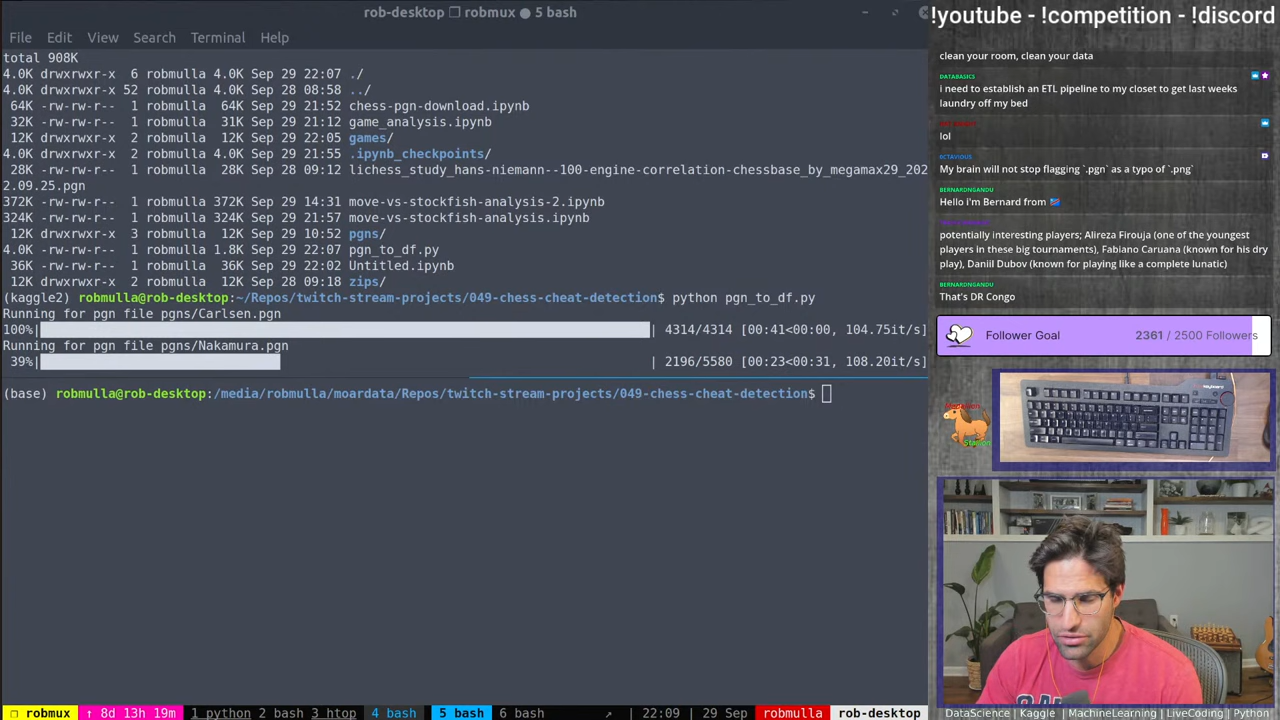 rob-desktop ❐ robmux ● 5 bash
File Edit View Search Terminal Help
total 908K
4.0K drwxrwxr-x 6 robmulla 4.0K Sep 29 22:07 ./
4.0K drwxrwxr-x 52 robmulla 4.0K Sep 28 08:58 ../
64K -rw-rw-r-- 1 robmulla 64K Sep 29 21:52 chess-pgn-download.ipynb
32K -rw-rw-r-- 1 robmulla 31K Sep 29 21:12 game_analysis.ipynb
12K drwxrwxr-x 2 robmulla 12K Sep 29 22:05 games/
4.0K drwxrwxr-x 2 robmulla 4.0K Sep 29 21:55 .ipynb_checkpoints/
28K -rw-rw-r-- 1 robmulla 28K Sep 28 09:12 lichess_study_hans-niemann--100-engine-correlation-chessbase_by_megamax29_202
2.09.25.pgn
372K -rw-rw-r-- 1 robmulla 372K Sep 29 14:31 move-vs-stockfish-analysis-2.ipynb
324K -rw-rw-r-- 1 robmulla 324K Sep 29 21:57 move-vs-stockfish-analysis.ipynb
12K drwxrwxr-x 3 robmulla 12K Sep 29 10:52 pgns/
4.0K -rw-rw-r-- 1 robmulla 1.8K Sep 29 22:07 pgn_to_df.py
36K -rw-rw-r-- 1 robmulla 36K Sep 29 22:02 Untitled.ipynb
12K drwxrwxr-x 2 robmulla 12K Sep 28 09:18 zips/
(kaggle2) robmulla@rob-desktop:~/Repos/twitch-stream-projects/049-chess-cheat-detection$ python pgn_to_df.py
Running for pgn file pgns/Carlsen.pgn
100%| | 4314/4314 [00:41<00:00, 104.75it/s]
Running for pgn file pgns/Nakamura.pgn
39%| | 2196/5580 [00:23<00:31, 108.20it/s]
(base) robmulla@rob-desktop:/media/robmulla/moardata/Repos/twitch-stream-projects/049-chess-cheat-detection$
❐ robmux ↑ 8d 13h 19m 1 python 2 bash 3 htop 4 bash 5 bash 6 bash ↗ 22:09 | 29 Sep robmulla rob-desktop
!youtube - !competition - !discord
clean your room, clean your data
DATABASICS
i need to establish an ETL pipeline to my closet to get last weeks
laundry off my bed
lol
OCTAVIOUS
My brain will not stop flagging `.pgn` as a typo of `.png`
BERNARDNGANDU
Hello i'm Bernard from
potentially interesting players; Alireza Firouja (one of the youngest
players in these big tournaments), Fabiano Caruana (known for his dry
play), Daniil Dubov (known for playing like a complete lunatic)
BERNARDNGANDU
That's DR Congo
Follower Goal 2361 / 2500 Followers
Medallion
Stallion
DataScience | Kaggle | MachineLearning | LiveCoding | Python